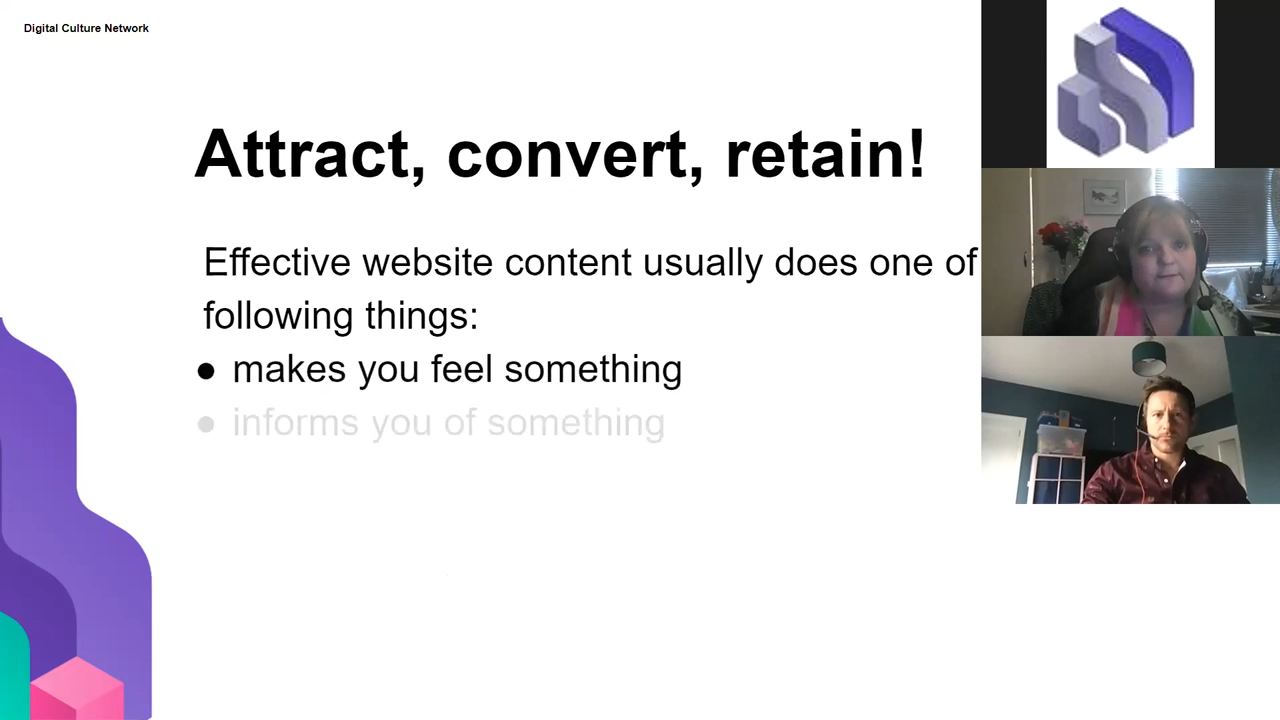 Digital Culture Network
Attract, convert, retain!
Effective website content usually does one of
following things:
● makes you feel something
● informs you of something